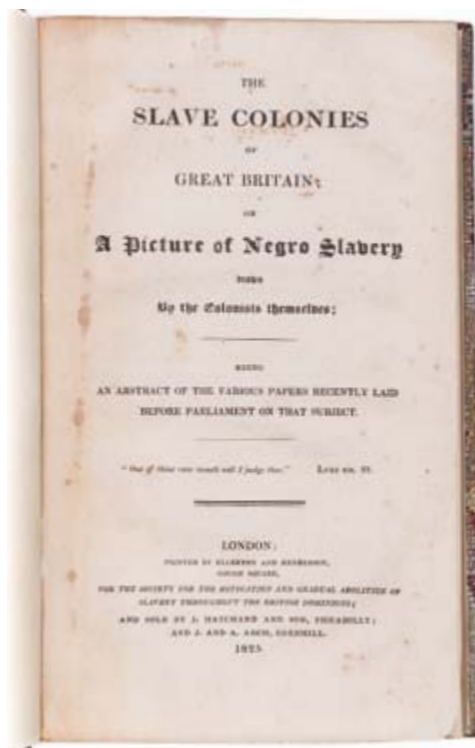 THE
SLAVE COLONIES
OF
GREAT BRITAIN;
OR
A Picture of Negro Slavery
DRAWN
By the Colonists themselves;
BEING
AN ABSTRACT OF THE VARIOUS PAPERS RECENTLY LAID
BEFORE PARLIAMENT ON THAT SUBJECT.
"Out of thine own mouth will I judge thee." LUKE
LONDON:
PRINTED BY ELLERTON AND HENDERSON,
GOUGH SQUARE,
FOR THE SOCIETY FOR THE MITIGATION AND GRADUAL ABOLITION OF
SLAVERY THROUGHOUT THE BRITISH DOMINIONS;
AND SOLD BY J. HATCHARD AND SON, PICCADILLY;
AND J. AND A. ARCH, CORNHILL.
1825